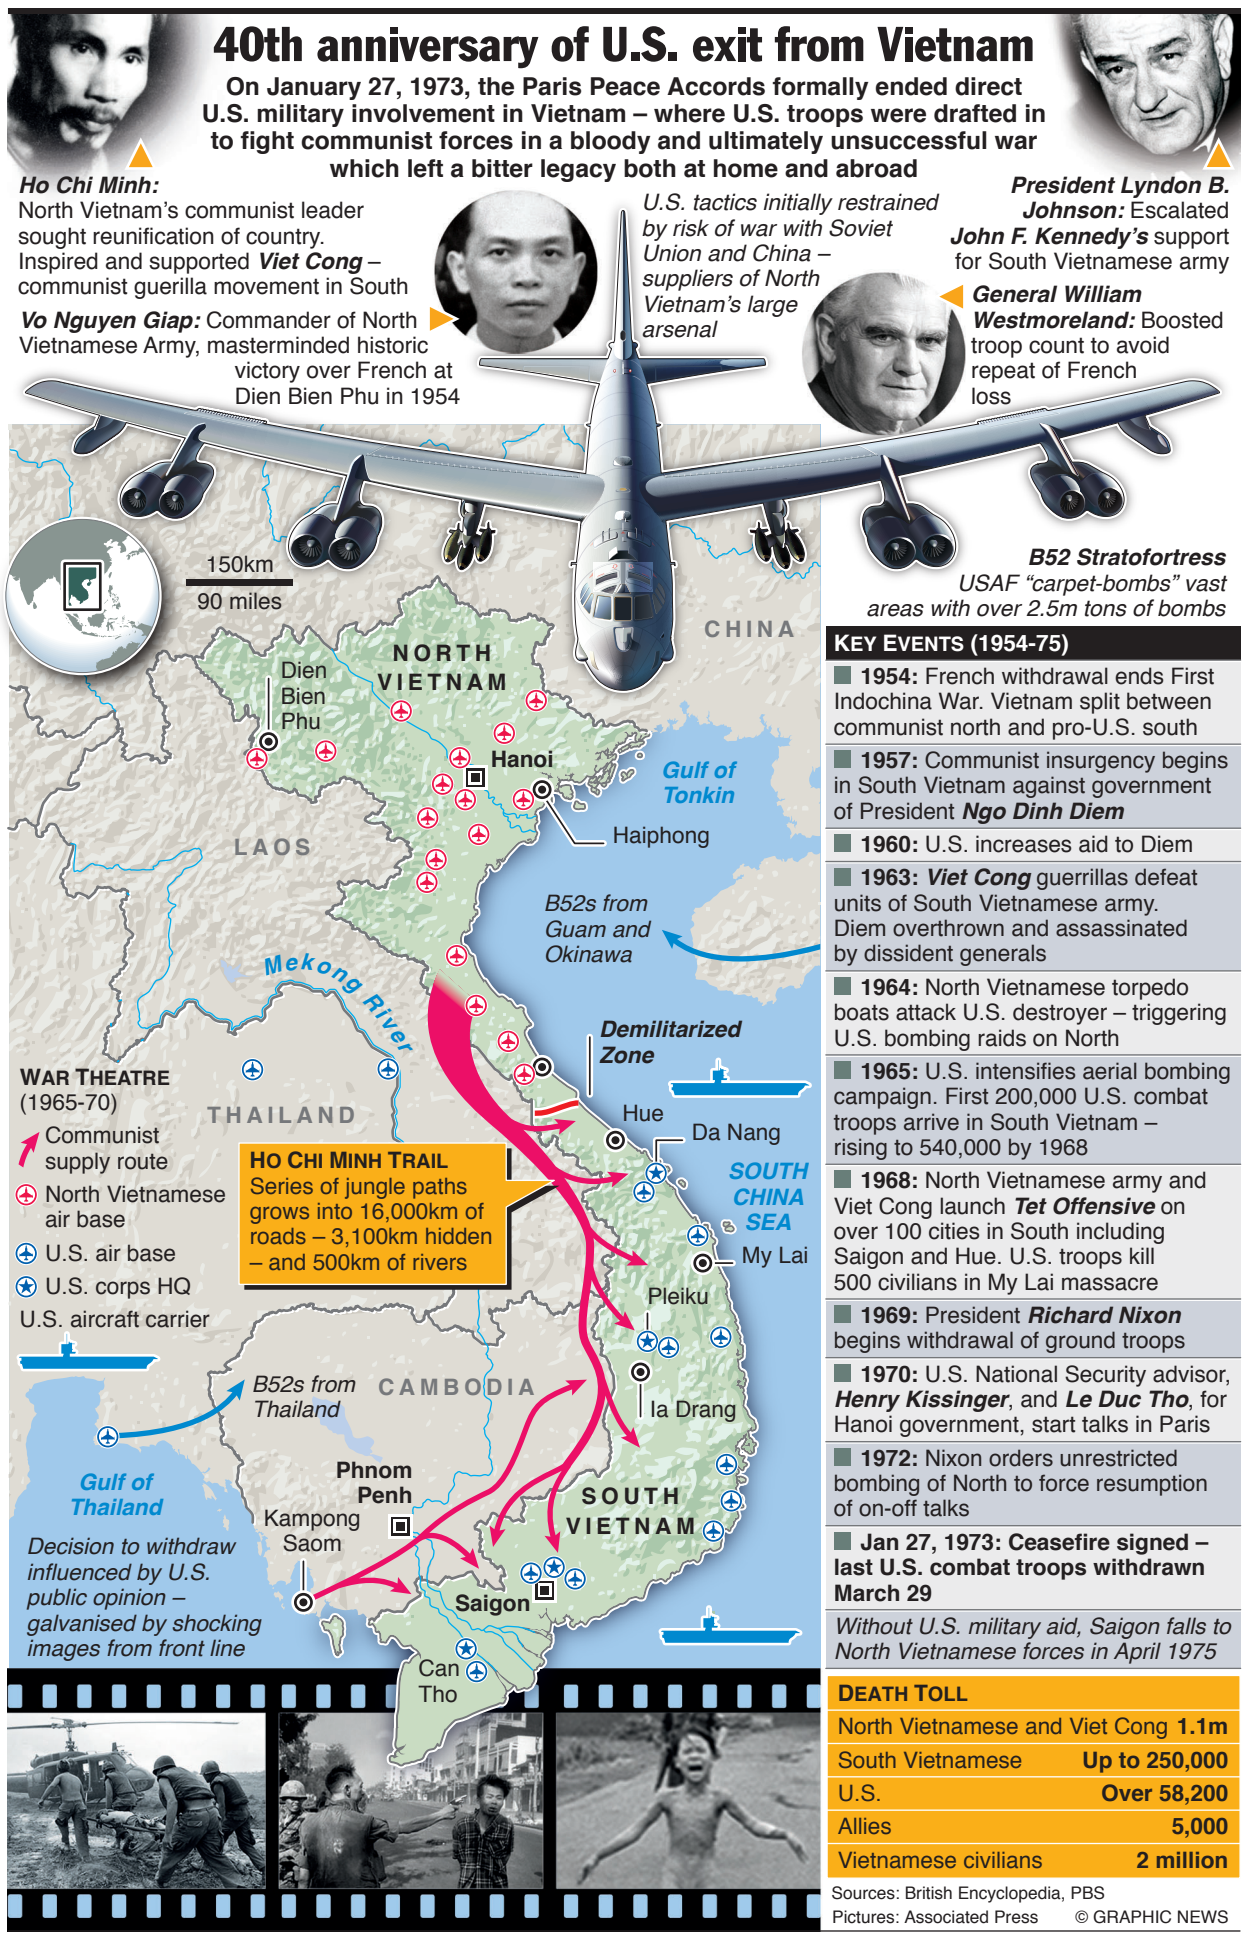 40th anniversary of U.S. exit from Vietnam
On January 27, 1973, the Paris Peace Accords formally ended direct
U.S. military involvement in Vietnam – where U.S. troops were drafted in
to fight communist forces in a bloody and ultimately unsuccessful war
which left a bitter legacy both at home and abroad
Ho Chi Minh:
North Vietnam's communist leader
sought reunification of country.
Inspired and supported Viet Cong –
communist guerilla movement in South
Vo Nguyen Giap: Commander of North
Vietnamese Army, masterminded historic
victory over French at
Dien Bien Phu in 1954
U.S. tactics initially restrained
by risk of war with Soviet
Union and China –
suppliers of North
Vietnam's large
arsenal
President Lyndon B.
Johnson: Escalated
John F. Kennedy's support
for South Vietnamese army
General William
Westmoreland: Boosted
troop count to avoid
repeat of French
loss
B52 Stratofortress
USAF “carpet-bombs” vast
areas with over 2.5m tons of bombs
150km
90 miles
CHINA
NORTH
VIETNAM
Dien
Bien
Phu
Hanoi
Gulf of
Tonkin
Haiphong
LAOS
B52s from
Guam and
Okinawa
Mekong River
Demilitarized
Zone
WAR THEATRE
(1965-70)
Communist
supply route
North Vietnamese
air base
U.S. air base
U.S. corps HQ
U.S. aircraft carrier
THAILAND
Hue
Da Nang
HO CHI MINH TRAIL
Series of jungle paths
grows into 16,000km of
roads – 3,100km hidden
– and 500km of rivers
SOUTH
CHINA
SEA
My Lai
Pleiku
B52s from
Thailand
CAMBODIA
Ia Drang
Gulf of
Thailand
Phnom
Penh
Kampong
Saom
SOUTH
VIETNAM
Decision to withdraw
influenced by U.S.
public opinion –
galvanised by shocking
images from front line
Saigon
Can
Tho
KEY EVENTS (1954-75)
1954: French withdrawal ends First
Indochina War. Vietnam split between
communist north and pro-U.S. south
1957: Communist insurgency begins
in South Vietnam against government
of President Ngo Dinh Diem
1960: U.S. increases aid to Diem
1963: Viet Cong guerrillas defeat
units of South Vietnamese army.
Diem overthrown and assassinated
by dissident generals
1964: North Vietnamese torpedo
boats attack U.S. destroyer – triggering
U.S. bombing raids on North
1965: U.S. intensifies aerial bombing
campaign. First 200,000 U.S. combat
troops arrive in South Vietnam –
rising to 540,000 by 1968
1968: North Vietnamese army and
Viet Cong launch Tet Offensive on
over 100 cities in South including
Saigon and Hue. U.S. troops kill
500 civilians in My Lai massacre
1969: President Richard Nixon
begins withdrawal of ground troops
1970: U.S. National Security advisor,
Henry Kissinger, and Le Duc Tho, for
Hanoi government, start talks in Paris
1972: Nixon orders unrestricted
bombing of North to force resumption
of on-off talks
Jan 27, 1973: Ceasefire signed –
last U.S. combat troops withdrawn
March 29
Without U.S. military aid, Saigon falls to
North Vietnamese forces in April 1975
DEATH TOLL
North Vietnamese and Viet Cong 1.1m
South Vietnamese Up to 250,000
U.S. Over 58,200
Allies 5,000
Vietnamese civilians 2 million
Sources: British Encyclopedia, PBS
Pictures: Associated Press © GRAPHIC NEWS